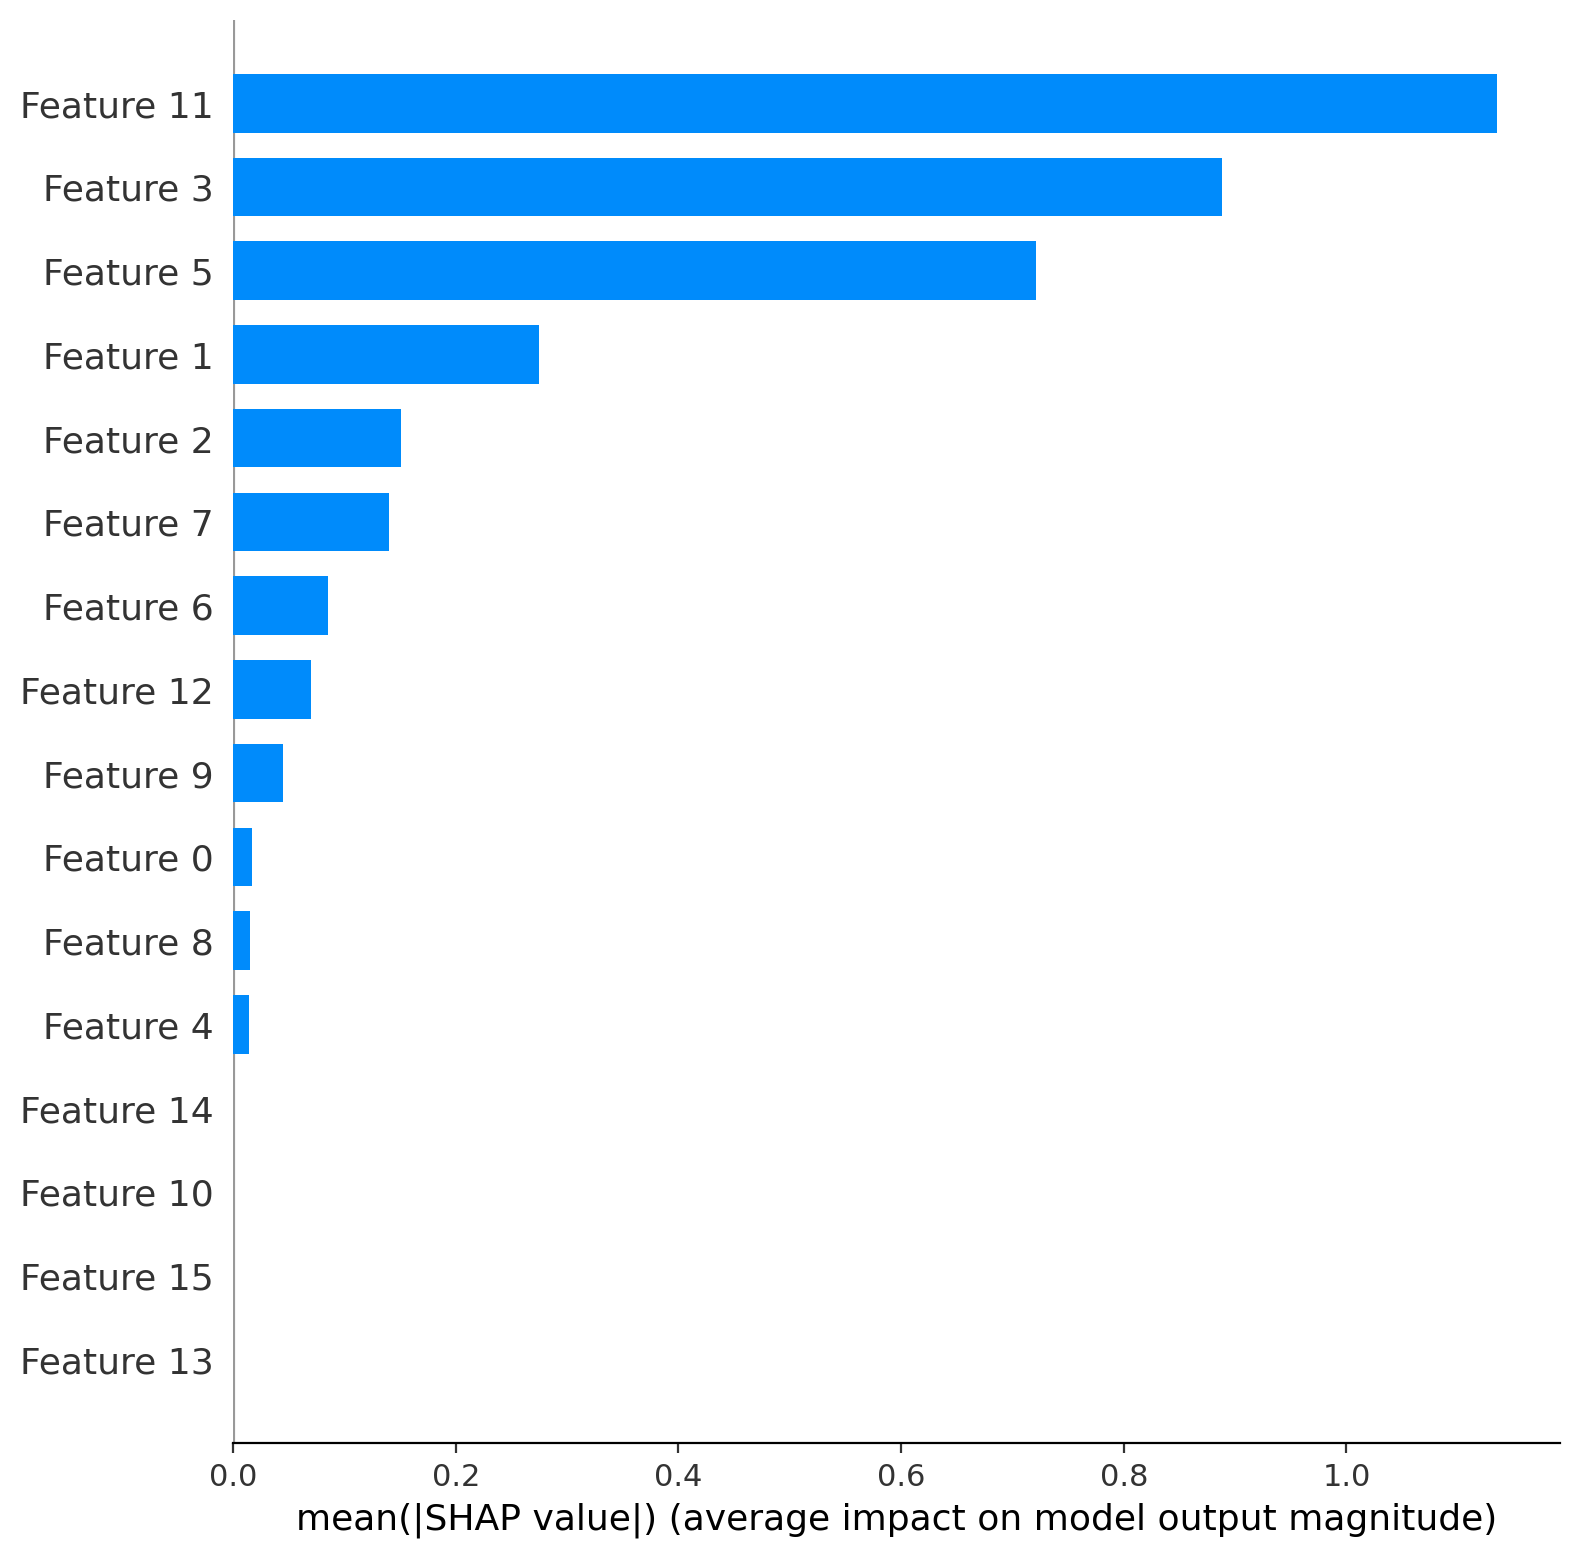 Feature 11
Feature 3
Feature 5
Feature 1
Feature 2
Feature 7
Feature 6
Feature 12
Feature 9
Feature 0
Feature 8
Feature 4
Feature 14
Feature 10
Feature 15
Feature 13
0.0 0.2 0.4 0.6 0.8 1.0
mean(|SHAP value|) (average impact on model output magnitude)